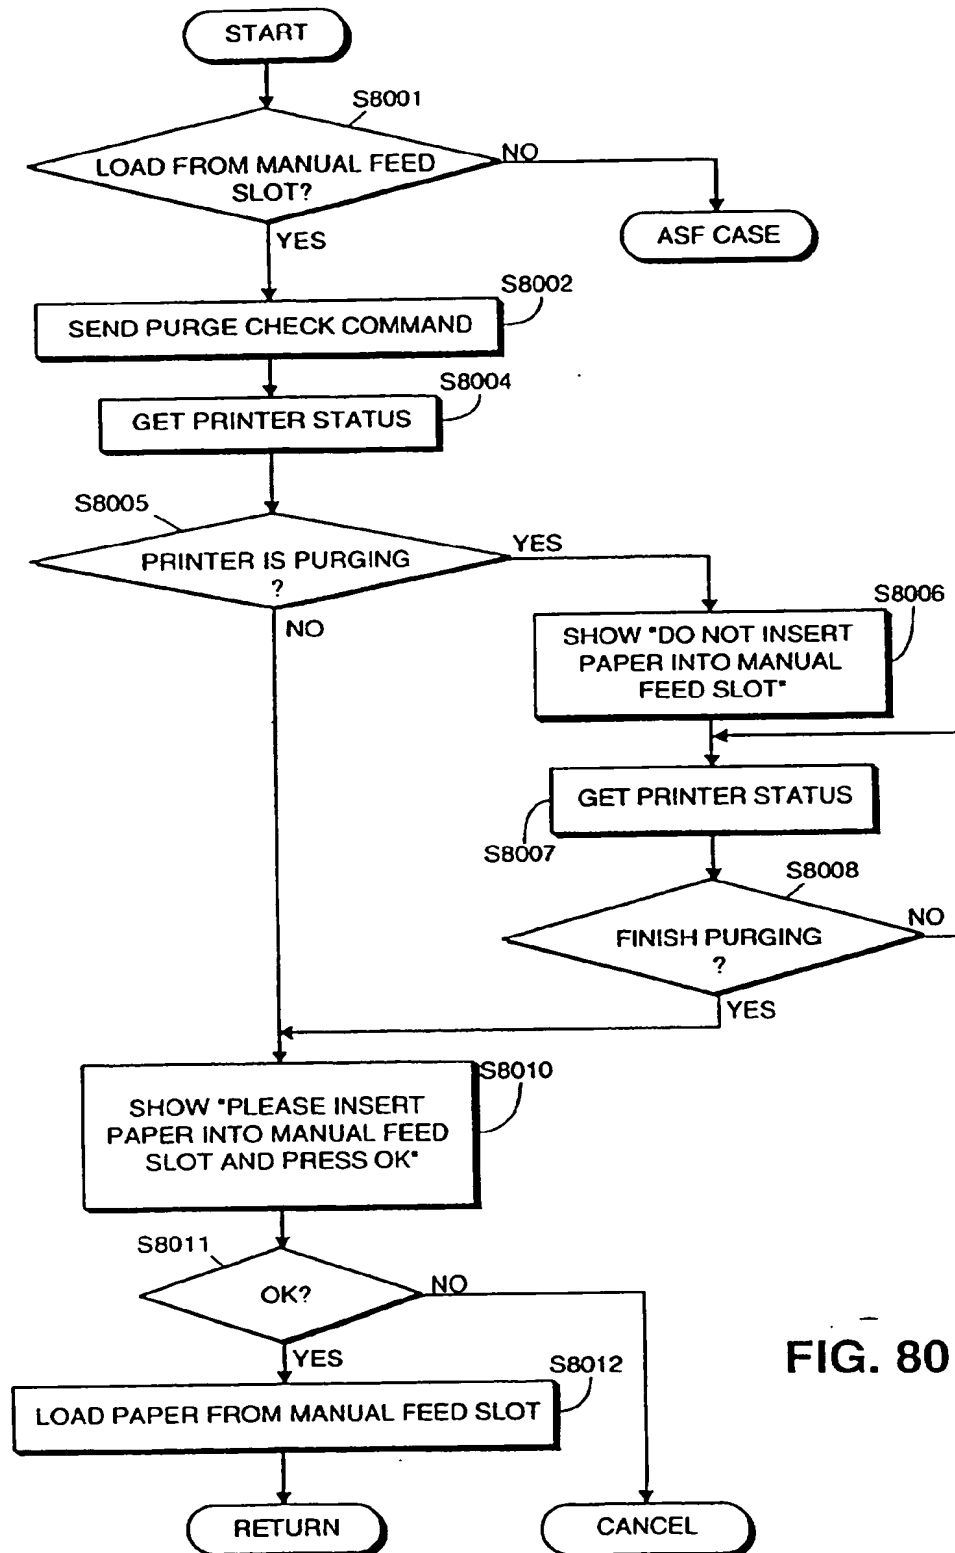 START
S8001
LOAD FROM MANUAL FEED
SLOT?
NO
YES
ASF CASE
S8002
SEND PURGE CHECK COMMAND
S8004
GET PRINTER STATUS
S8005
PRINTER IS PURGING
?
YES
NO
S8006
SHOW "DO NOT INSERT
PAPER INTO MANUAL
FEED SLOT"
GET PRINTER STATUS
S8007
S8008
FINISH PURGING
?
NO
YES
S8010
SHOW "PLEASE INSERT
PAPER INTO MANUAL FEED
SLOT AND PRESS OK"
S8011
OK?
NO
YES
S8012
LOAD PAPER FROM MANUAL FEED SLOT
RETURN
CANCEL
FIG. 80